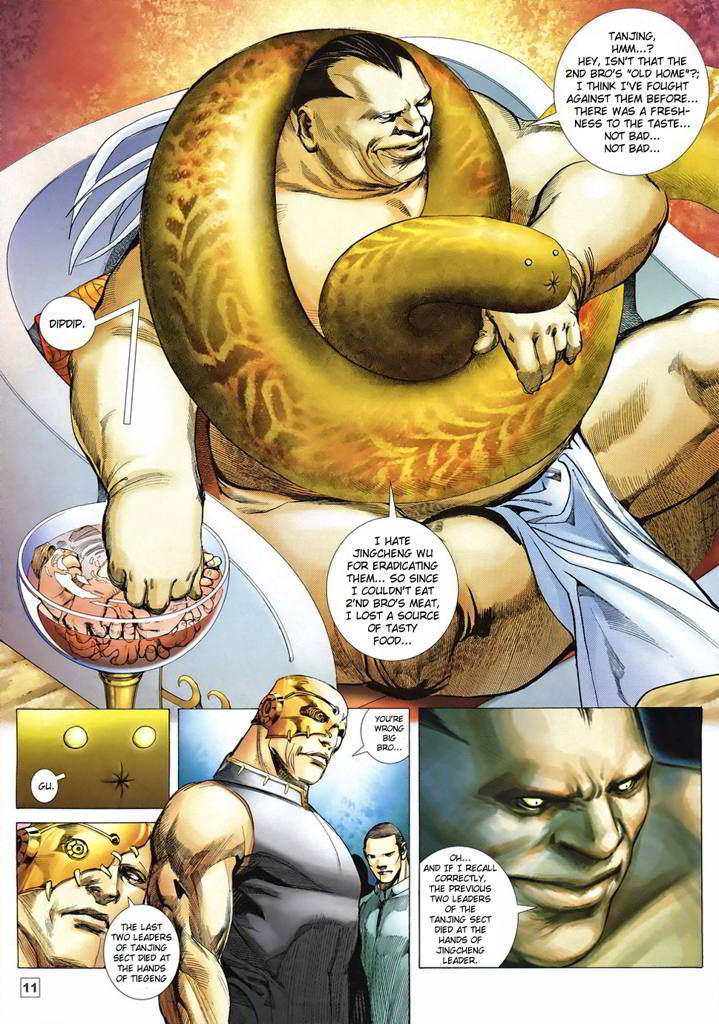 TANJING,
HMM...?
HEY, ISN'T THAT THE
2ND BRO'S "OLD HOME"?;
I THINK I'VE FOUGHT
AGAINST THEM BEFORE...
THERE WAS A FRESH-
NESS TO THE TASTE...
NOT BAD...
NOT BAD...
DIPDIP.
I HATE
JINGCHENG WU
FOR ERADICATING
THEM... SO SINCE
I COULDN'T EAT
2'ND BRO'S MEAT,
I LOST A SOURCE
OF TASTY
FOOD...
GU.
YOU'RE
WRONG
BIG
BRO...
THE LAST
TWO LEADERS
OF TANJING
SECT DIED AT
THE HANDS
OF TIEGENG
OH...
AND IF I RECALL
CORRECTLY,
THE PREVIOUS
TWO LEADERS
OF THE
TANJING SECT
DIED AT THE
HANDS OF
JINGCHENG
LEADER.
11